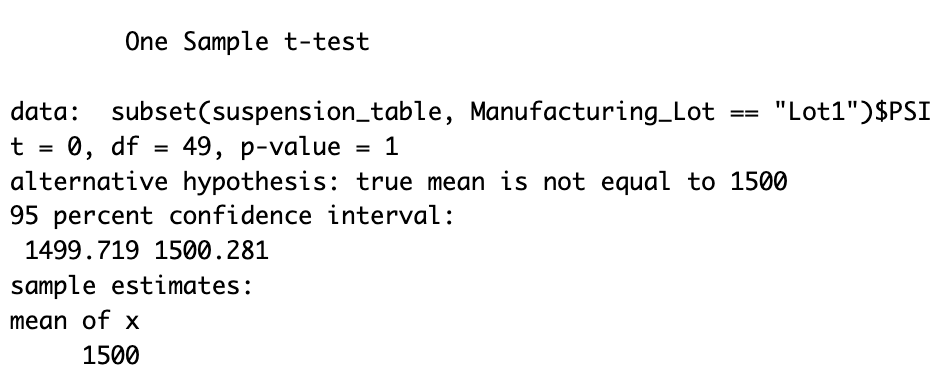 One Sample t-test
data:  subset(suspension_table, Manufacturing_Lot == "Lot1")$PSI
t = 0, df = 49, p-value = 1
alternative hypothesis: true mean is not equal to 1500
95 percent confidence interval:
1499.719 1500.281
sample estimates:
mean of x
1500